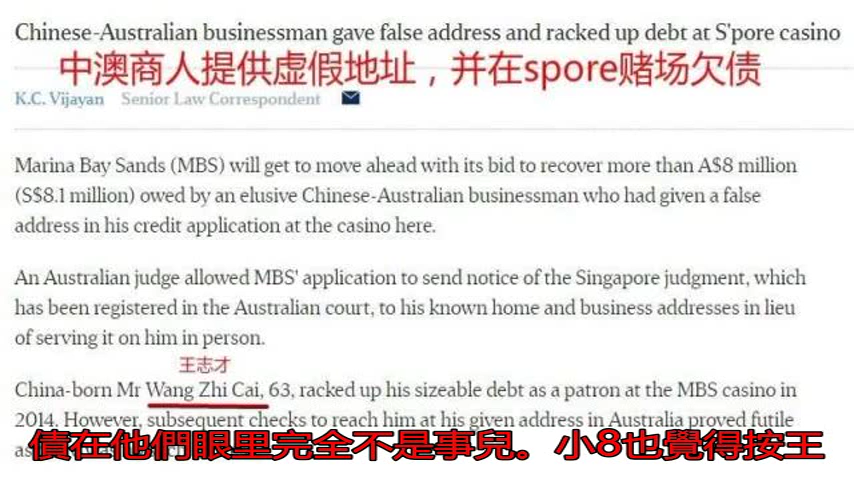 Chinese-Australian businessman gave false address and racked up debt at S'pore casino
中澳商人提供虚假地址，并在spore赌场欠债
K.C. Vijayan Senior Law Correspondent
Marina Bay Sands (MBS) will get to move ahead with its bid to recover more than A$8 million
(S$8.1 million) owed by an elusive Chinese-Australian businessman who had given a false
address in his credit application at the casino here.
An Australian judge allowed MBS' application to send notice of the Singapore judgment, which
has been registered in the Australian court, to his known home and business addresses in lieu
of serving it on him in person.
王志才
China-born Mr Wang Zhi Cai, 63, racked up his sizeable debt as a patron at the MBS casino in
2014. However, subsequent checks to reach him at his given address in Australia proved futile
債在他們眼里完全不是事兒。小8也覺得按王